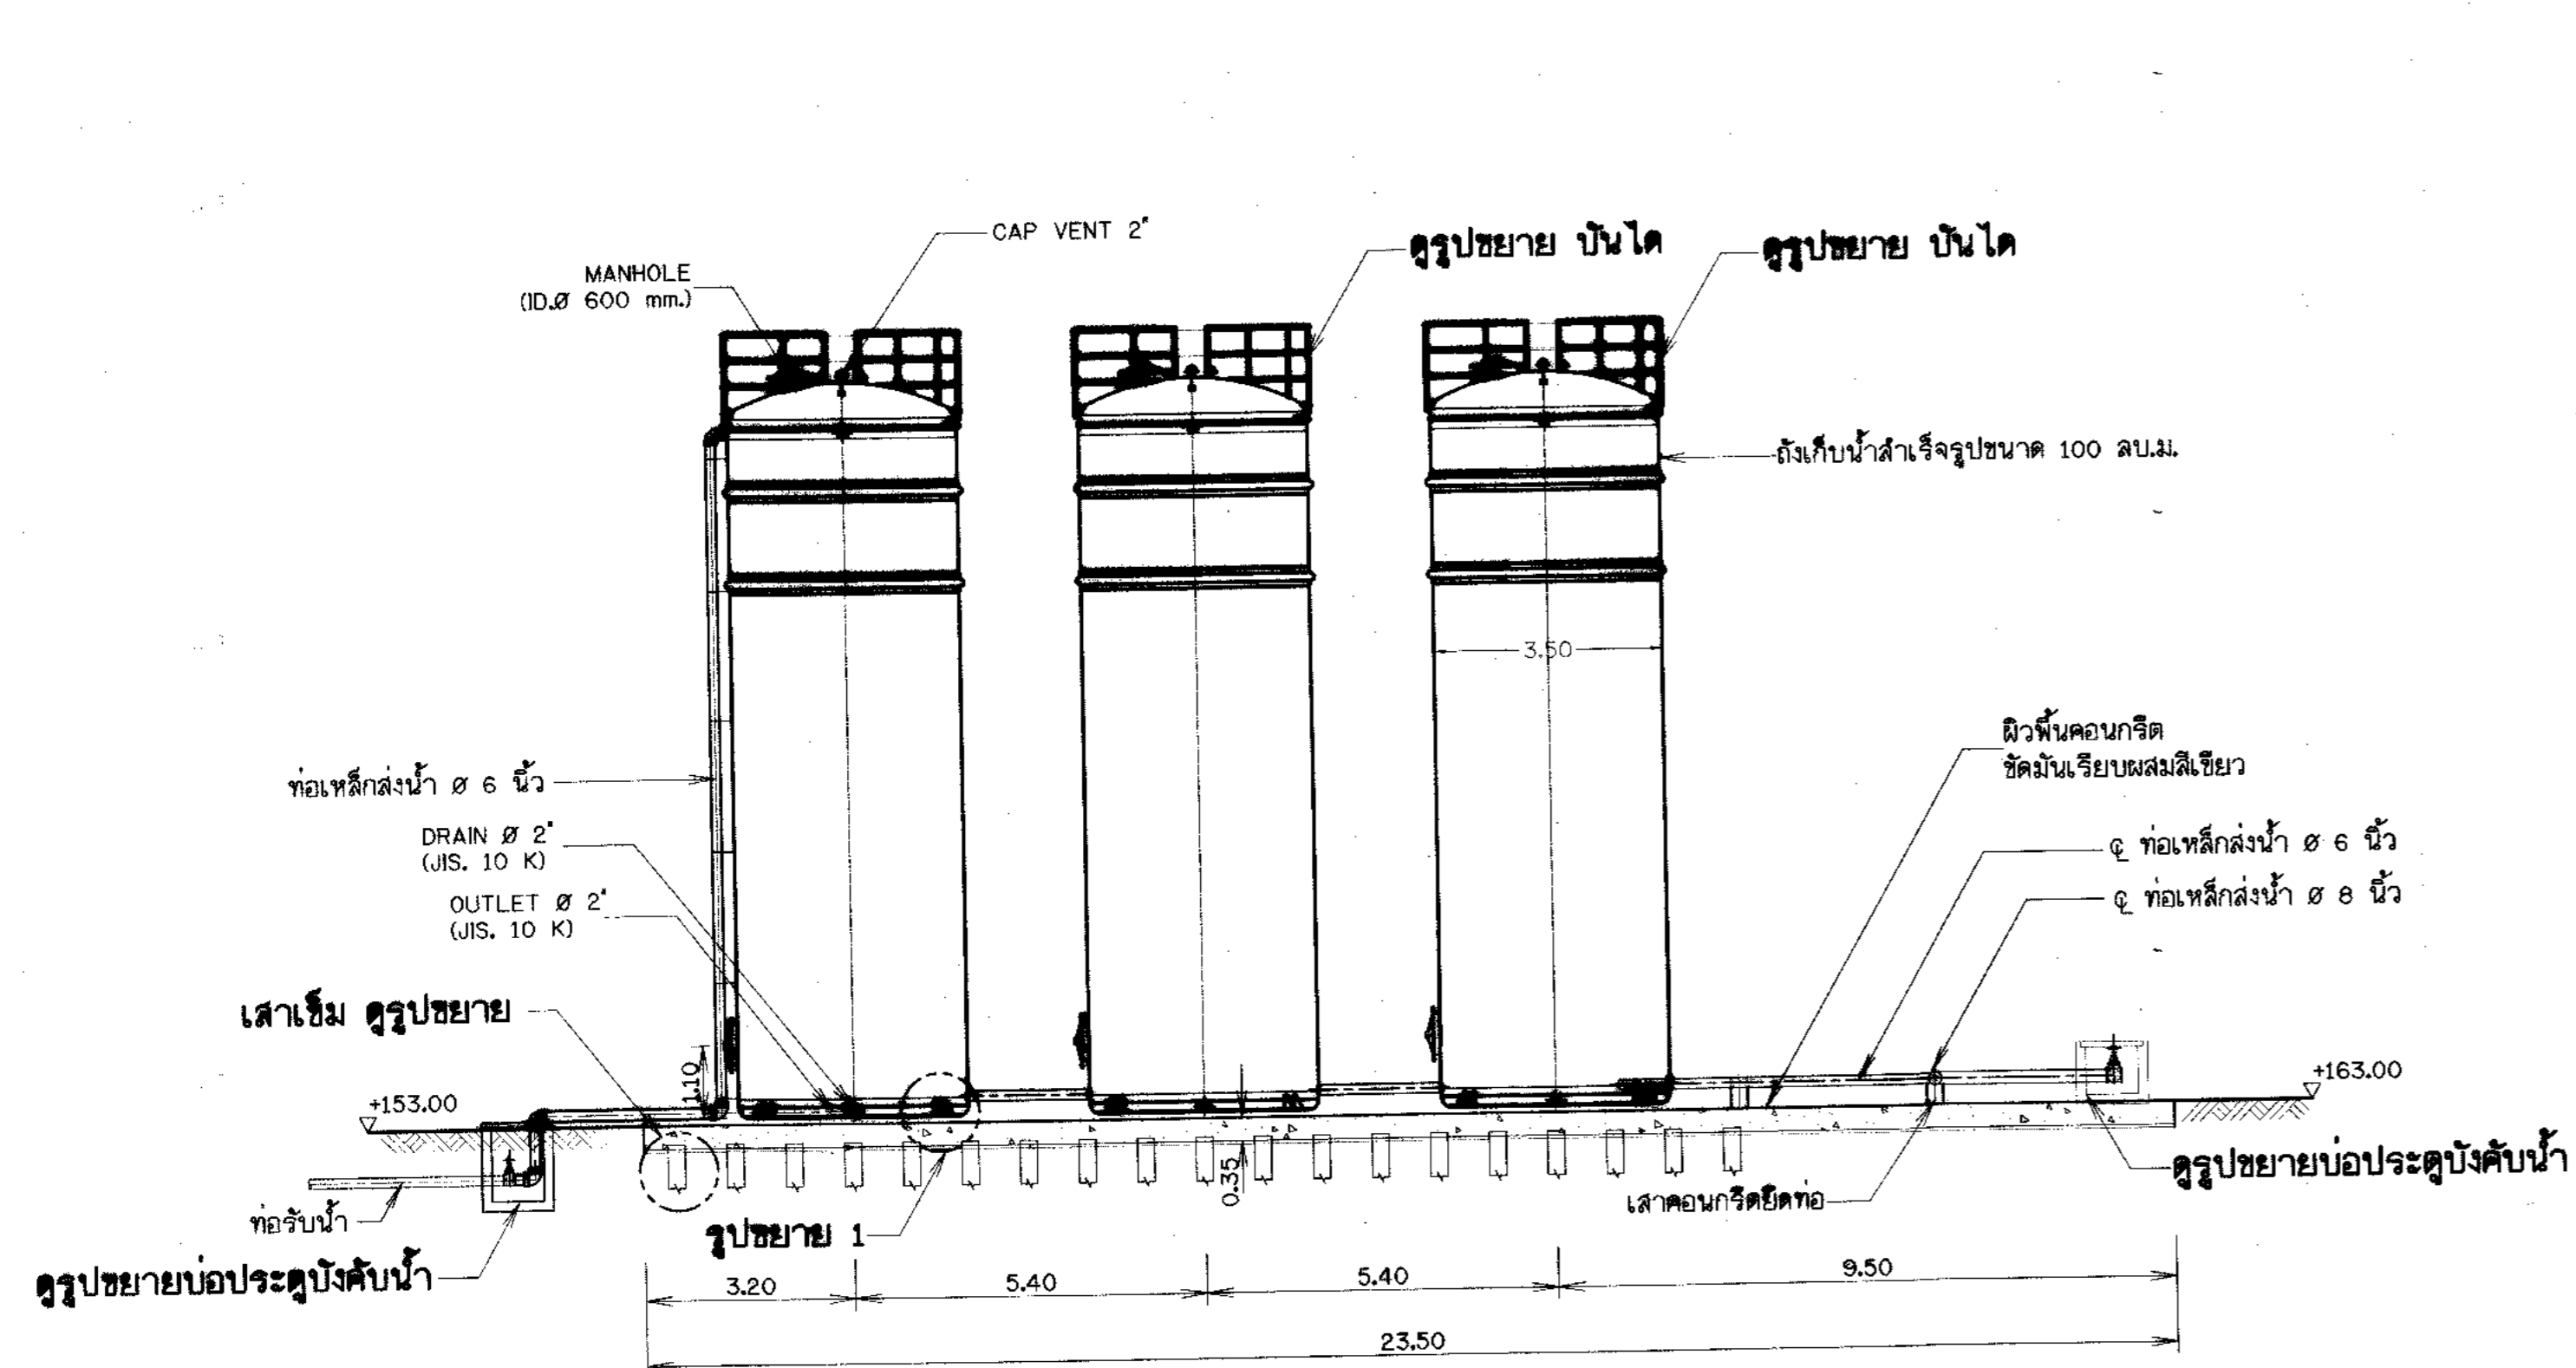 CAP VENT 2"
ดูรูปขยาย บันได
ดูรูปขยาย บันได
MANHOLE
(ID.Ø 600 mm.)
ถังเก็บน้ำสำเร็จรูปขนาด 100 ลบ.ม.
3.50
ผิวพื้นคอนกรีต
ขัดมันเรียบผสมสีเขียว
ท่อเหล็กส่งน้ำ Ø 6 นิ้ว
DRAIN Ø 2"
(JIS. 10 K)
℄ ท่อเหล็กส่งน้ำ Ø 6 นิ้ว
℄ ท่อเหล็กส่งน้ำ Ø 8 นิ้ว
OUTLET Ø 2"
(JIS. 10 K)
เสาเข็ม ดูรูปขยาย
1.10
+153.00
+163.00
0.35
ดูรูปขยายบ่อประตูบังคับน้ำ
เสาคอนกรีตยึดท่อ
ท่อรับน้ำ
รูปขยาย 1
ดูรูปขยายบ่อประตูบังคับน้ำ
3.20
5.40
5.40
9.50
23.50